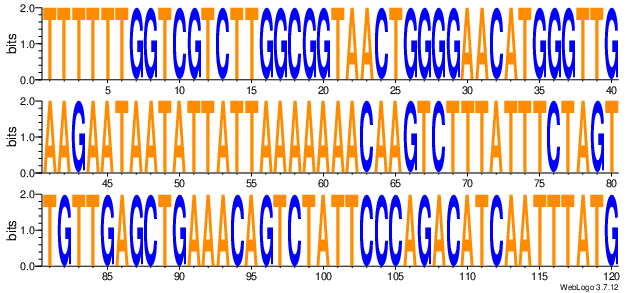 2.0
bits
1.0
0.0
TTTTTTGGTCGTCTTGGCGGTAACTGGGGAACATGGGTTG
5 10 15 20 25 30 35 40
2.0
bits
1.0
0.0
AAGAATAATATTATTAAAAAAACAAGTCTTTATTTCTAGT
45 50 55 60 65 70 75 80
2.0
bits
1.0
0.0
TGTTGAGCTGAAACAGTCTATTCCCAGACATCAATTTATG
85 90 95 100 105 110 115 120
WebLogo 3.7.12